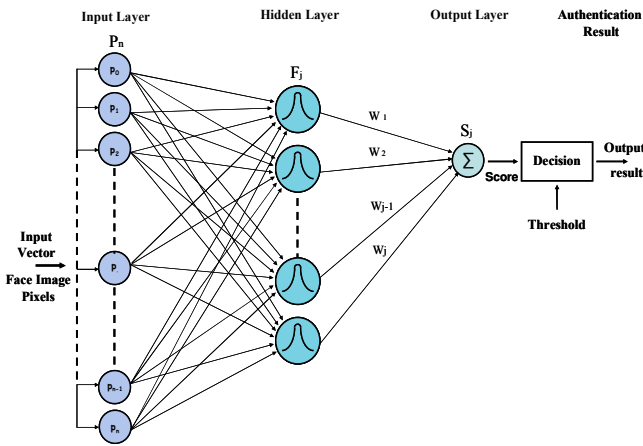 Input Layer
Hidden Layer
Output Layer
Authentication
Result
Pn
Fj
Sj
P0
P1
P2
Pn-1
Pn
Input
Vector
Face Image
Pixels
W 1
W 2
Wj-1
Wj
Σ
Score
Decision
Threshold
Output
result